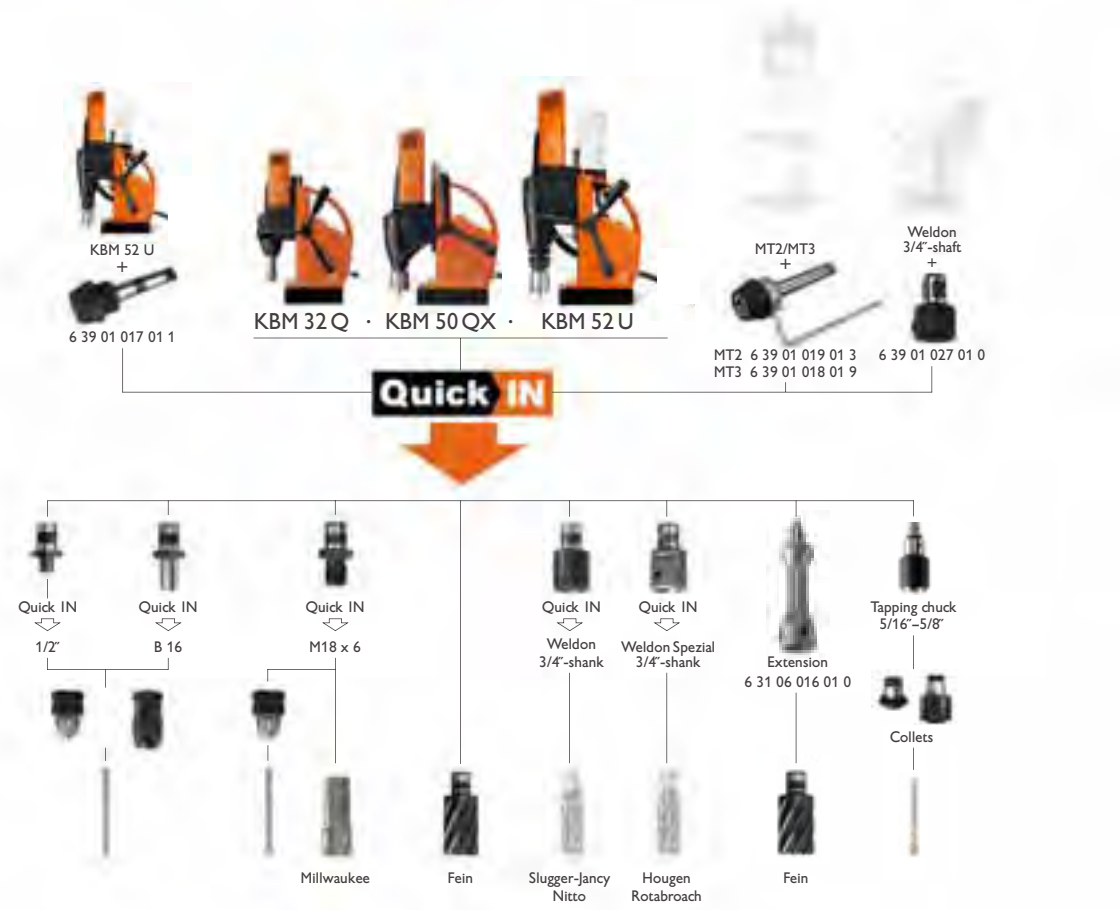 KBM 52 U
+
6 39 01 017 01 1
KBM 32 Q · KBM 50 QX · KBM 52 U
MT2/MT3
+
MT2 6 39 01 019 01 3
MT3 6 39 01 018 01 9
Weldon
3/4″-shaft
+
6 39 01 027 01 0
Quick IN
Quick IN
1/2″
Quick IN
B 16
Quick IN
M18 x 6
Quick IN
Weldon
3/4″-shank
Quick IN
Weldon Spezial
3/4″-shank
Extension
6 31 06 016 01 0
Tapping chuck
5/16″–5/8″
Collets
Millwaukee
Fein
Slugger-Jancy
Nitto
Hougen
Rotabroach
Fein